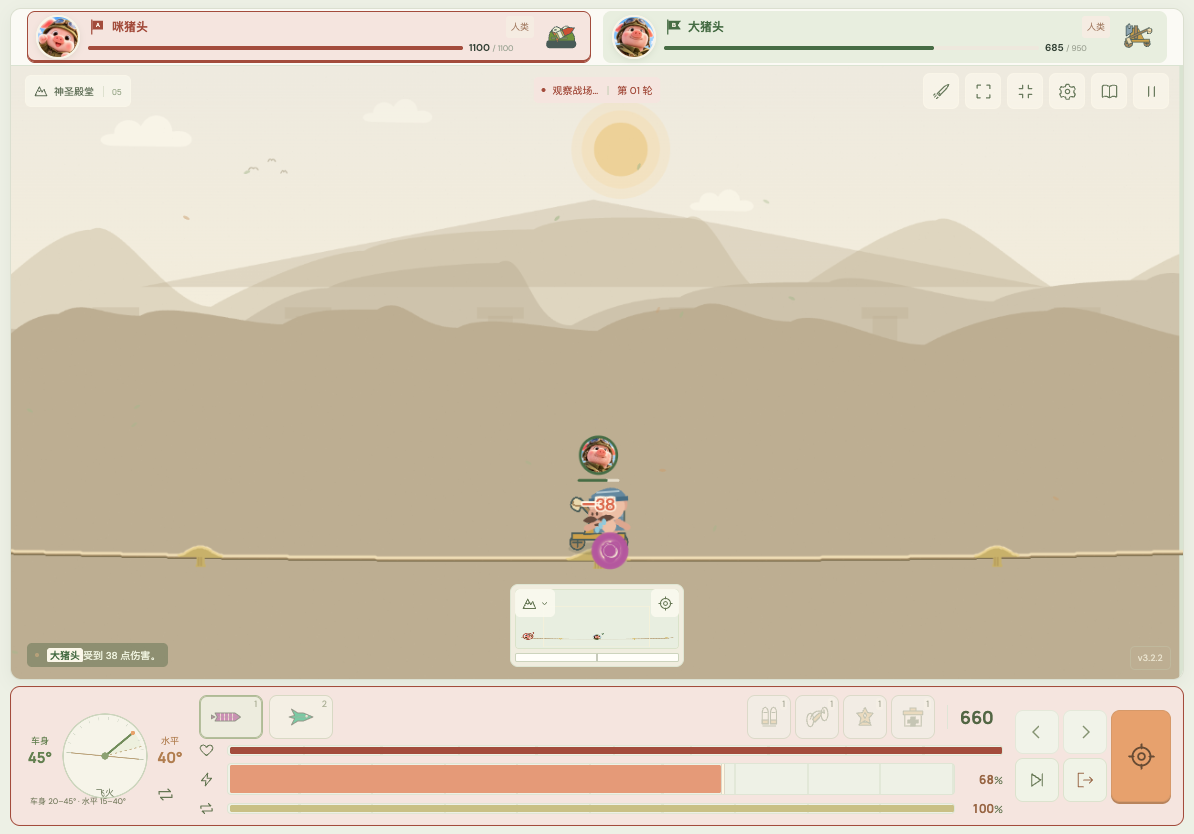 咪猪头
人类
1100 / 1100
大猪头
人类
685 / 950
神圣殿堂 05
观察战场... 第 01 轮
-38
大猪头受到 38 点伤害。
v3.2.2
车身
45°
水平
40°
飞火
车身 20–45° · 水平 15–40°
1
2
1
1
1
1
660
68%
100%